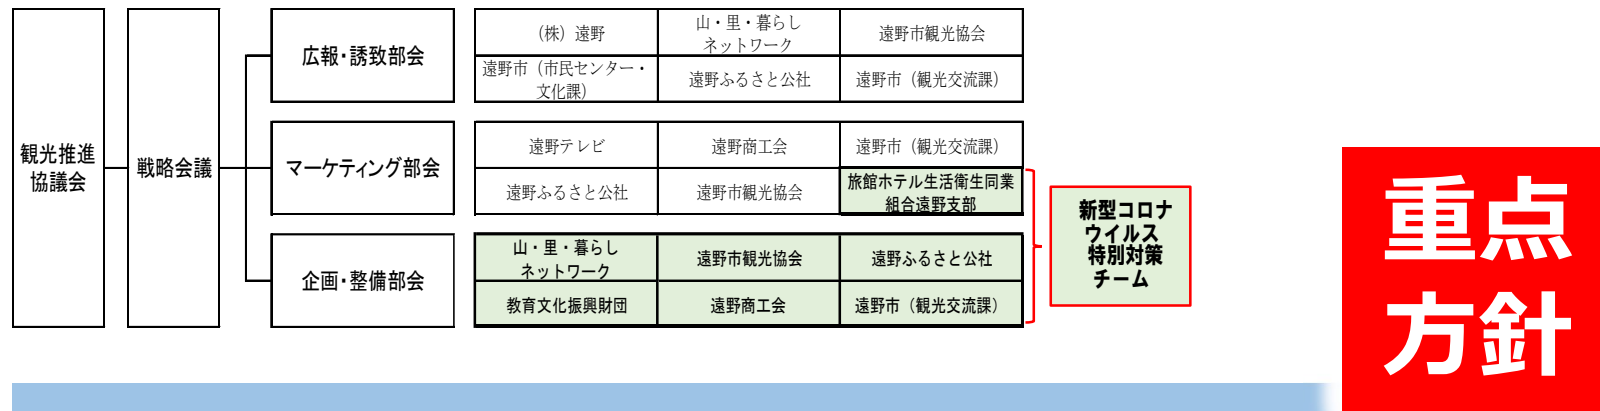 観光推進
協議会
戦略会議
広報・誘致部会
（株）遠野
山・里・暮らし
ネットワーク
遠野市観光協会
遠野市（市民センター・
文化課）
遠野ふるさと公社
遠野市（観光交流課）
マーケティング部会
遠野テレビ
遠野商工会
遠野市（観光交流課）
遠野ふるさと公社
遠野市観光協会
旅館ホテル生活衛生同業
組合遠野支部
企画・整備部会
山・里・暮らし
ネットワーク
遠野市観光協会
遠野ふるさと公社
教育文化振興財団
遠野商工会
遠野市（観光交流課）
新型コロナ
ウイルス
特別対策
チーム
重点
方針